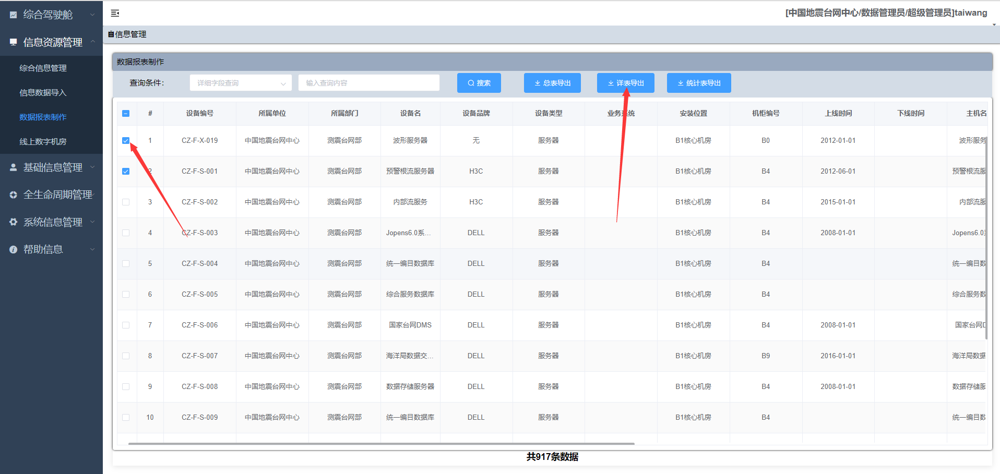 综合驾驶舱
信息资源管理
综合信息管理
信息数据导入
数据报表制作
线上数字机房
基础信息管理
全生命周期管理
系统信息管理
帮助信息
[中国地震台网中心/数据管理员/超级管理员]taiwang
信息管理
数据报表制作
查询条件： 详细字段查询 输入查询内容 搜索 总表导出 详表导出 统计表导出
# 设备编号 所属单位 所属部门 设备名 设备品牌 设备类型 业务系统 安装位置 机柜编号 上线时间 下线时间 主机名
1 CZ-F-X-019 中国地震台网中心 测震台网部 波形服务器 无 服务器 B1核心机房 B0 2012-01-01 波形服务
2 CZ-F-S-001 中国地震台网中心 测震台网部 预警根流服务器 H3C 服务器 B1核心机房 B4 2012-06-01 预警根流服
3 CZ-F-S-002 中国地震台网中心 测震台网部 内部流服务 H3C 服务器 B1核心机房 B4 2015-01-01 内部流服
4 CZ-F-S-003 中国地震台网中心 测震台网部 Jopens6.0系... DELL 服务器 B1核心机房 B4 2008-01-01 Jopens6.0
5 CZ-F-S-004 中国地震台网中心 测震台网部 统一编目数据库 DELL 服务器 B1核心机房 B4 统一编目数
6 CZ-F-S-005 中国地震台网中心 测震台网部 综合服务数据库 DELL 服务器 B1核心机房 B4 综合服务数
7 CZ-F-S-006 中国地震台网中心 测震台网部 国家台网DMS DELL 服务器 B1核心机房 B4 2008-01-01 国家台网D
8 CZ-F-S-007 中国地震台网中心 测震台网部 海洋局数据交... DELL 服务器 B1核心机房 B9 2016-01-01 海洋局数据
9 CZ-F-S-008 中国地震台网中心 测震台网部 数据存储服务器 DELL 服务器 B1核心机房 B4 2008-01-01 数据存储服
10 CZ-F-S-009 中国地震台网中心 测震台网部 统一编目数据库 DELL 服务器 B1核心机房 B4 统一编目数
共917条数据